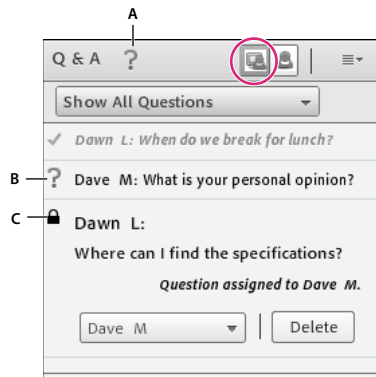 A
Q & A ?
Show All Questions
Dawn L: When do we break for lunch?
B ? Dave M: What is your personal opinion?
C Dawn L:
Where can I find the specifications?
Question assigned to Dave M.
Dave M Delete